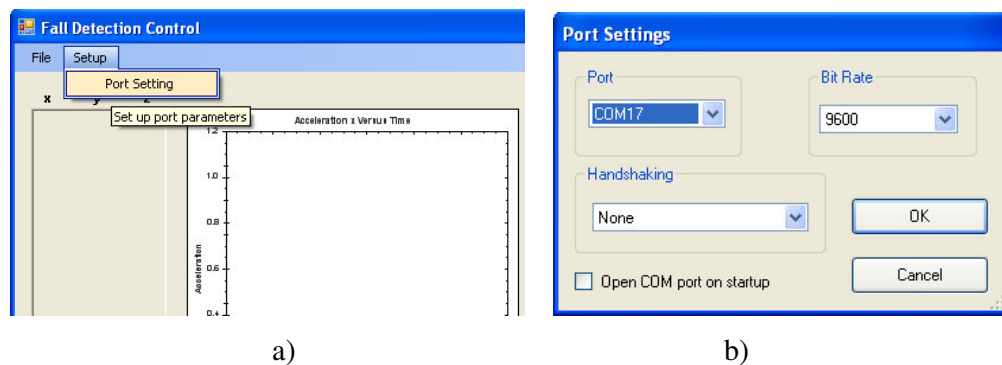 Fall Detection Control
File Setup
Port Setting
x y z
Set up port parameters
Acceleration x Versus Time
1.2
1.0
0.8
0.6
0.4
Acceleration
a)
Port Settings
Port
COM17
Bit Rate
9600
Handshaking
None
OK
Open COM port on startup
Cancel
b)